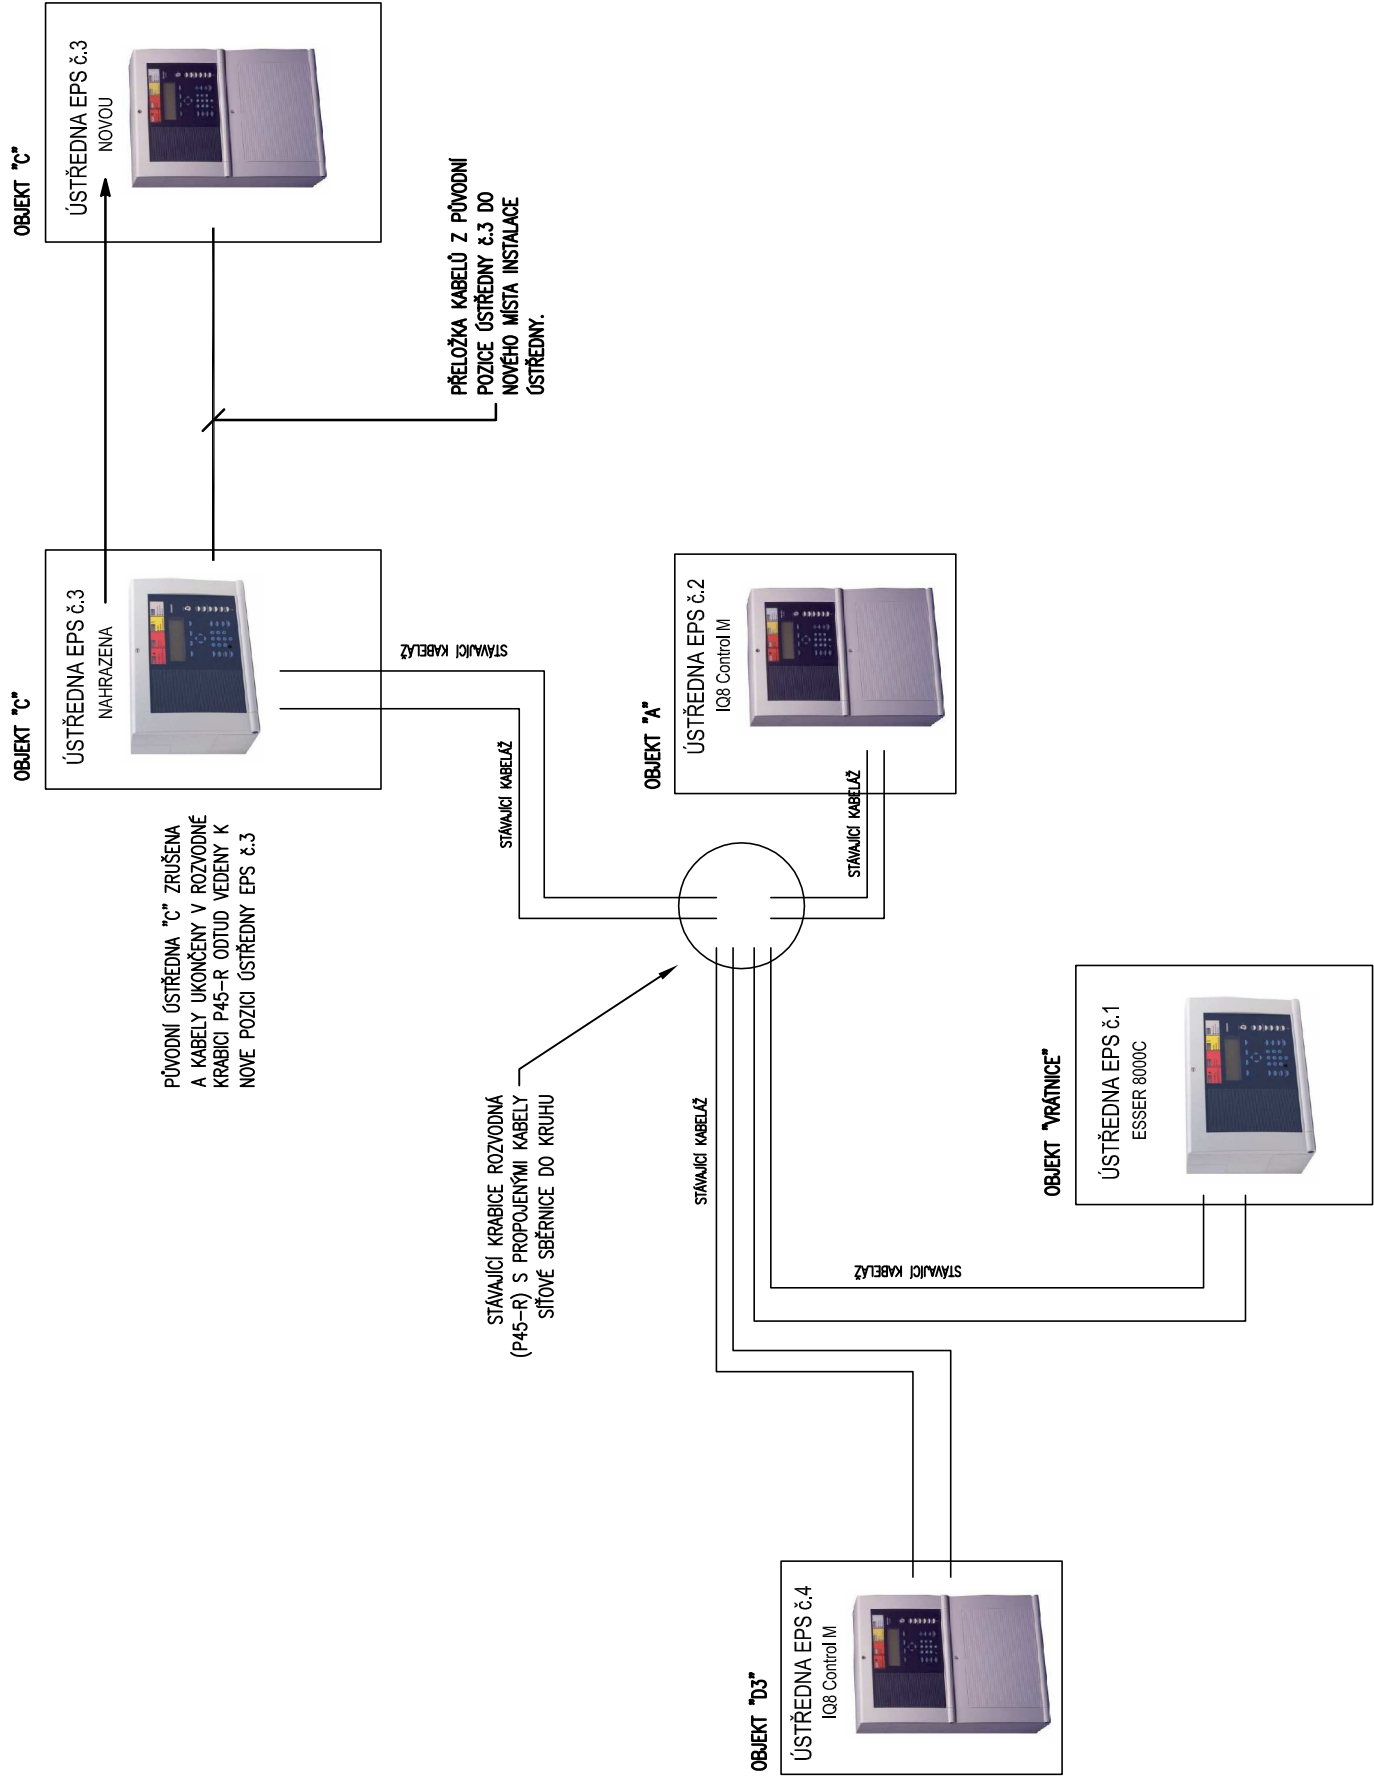 OBJEKT "D3"
ÚSTŘEDNA EPS č.4
IQ8 Control M
OBJEKT "VRÁTNICE"
ÚSTŘEDNA EPS č.1
ESSER 8000C
STÁVAJÍCÍ KABELÁŽ
STÁVAJÍCÍ KABELÁŽ
STÁVAJÍCÍ KRABICE ROZVODNÁ
(P45-R) S PROPOJENÝMI KABELY
SÍŤOVÉ SBĚRNICE DO KRUHU
PŮVODNÍ ÚSTŘEDNA "C" ZRUŠENA
A KABELY UKONČENY V ROZVODNÉ
KRABICI P45-R ODTUD VEDENY K
NOVÉ POZICI ÚSTŘEDNY EPS č.3
STÁVAJÍCÍ KABELÁŽ
STÁVAJÍCÍ KABELÁŽ
STÁVAJÍCÍ KABELÁŽ
OBJEKT "A"
ÚSTŘEDNA EPS č.2
IQ8 Control M
OBJEKT "C"
ÚSTŘEDNA EPS č.3
NAHRAZENA
PŘELOŽKA KABELŮ Z PŮVODNÍ
POZICE ÚSTŘEDNY č.3 DO
NOVÉHO MÍSTA INSTALACE
ÚSTŘEDNY.
OBJEKT "C"
ÚSTŘEDNA EPS č.3
NOVOU